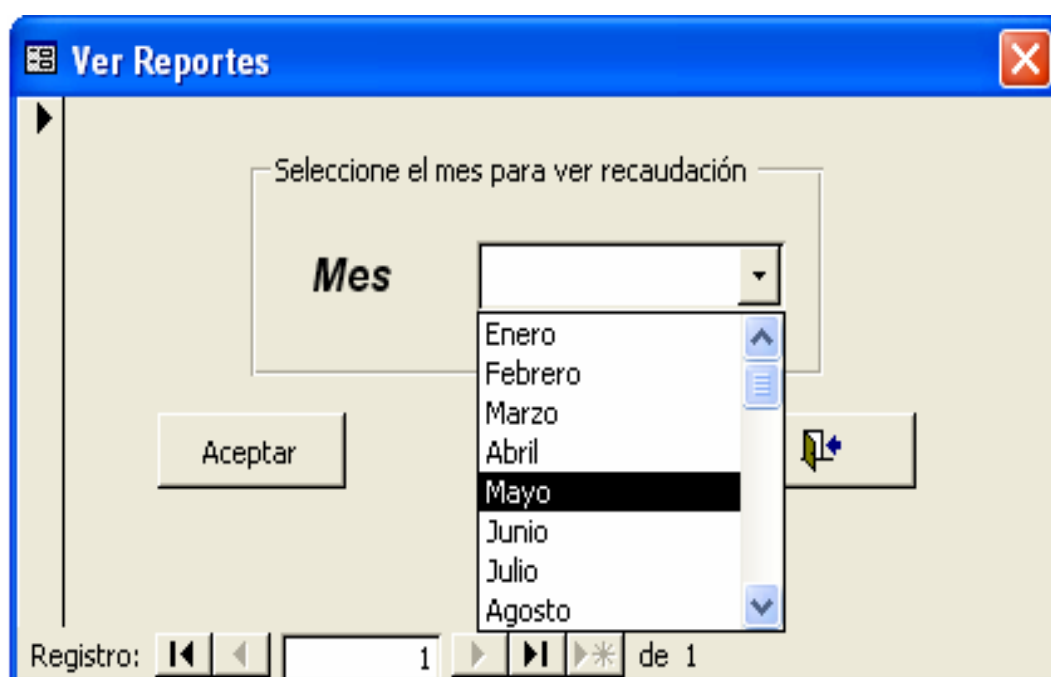 Ver Reportes
Seleccione el mes para ver recaudación
Mes
Enero
Febrero
Marzo
Abril
Mayo
Junio
Julio
Agosto
Aceptar
Registro: 1 de 1